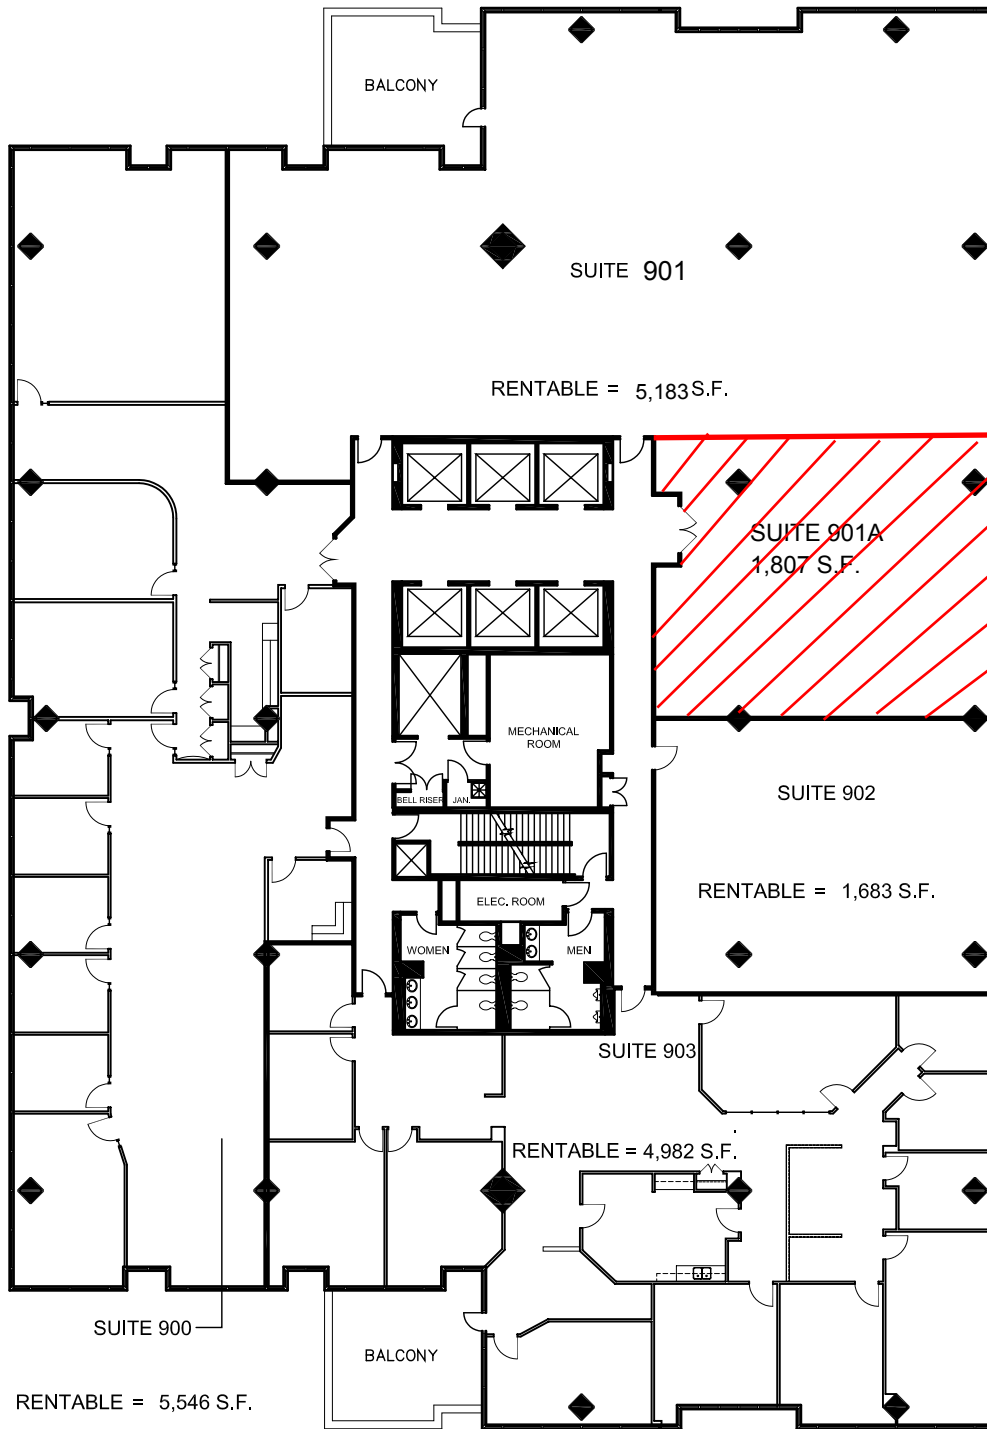 BALCONY
SUITE 901
RENTABLE = 5,183 S.F.
SUITE 901A
1,807 S.F.
MECHANICAL
ROOM
BELL RISER
JAN.
SUITE 902
RENTABLE = 1,683 S.F.
ELEC. ROOM
WOMEN
MEN
SUITE 903
RENTABLE = 4,982 S.F.
SUITE 900
BALCONY
RENTABLE = 5,546 S.F.